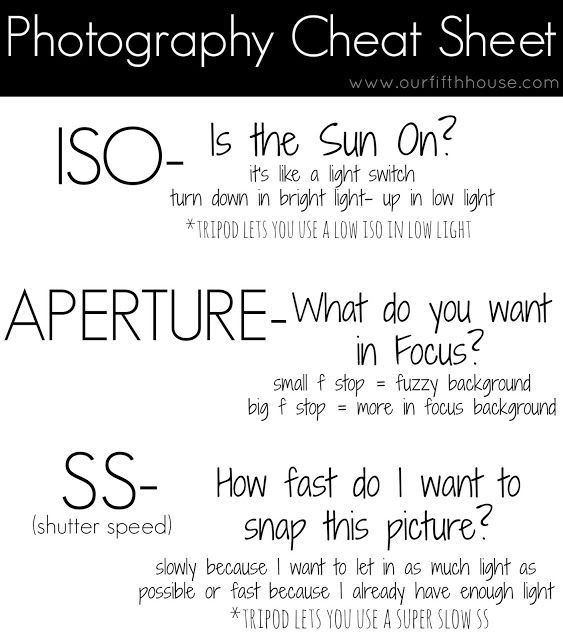 Photography Cheat Sheet
www.ourfifthhouse.com
ISO- Is the Sun On?
it's like a light switch
turn down in bright light- up in low light
*TRIPOD LETS YOU USE A LOW ISO IN LOW LIGHT
APERTURE- What do you want
in Focus?
small f stop = fuzzy background
big f stop = more in focus background
SS- How fast do I want to
(shutter speed) snap this picture?
slowly because I want to let in as much light as
possible or fast because I already have enough light
*TRIPOD LETS YOU USE A SUPER SLOW SS